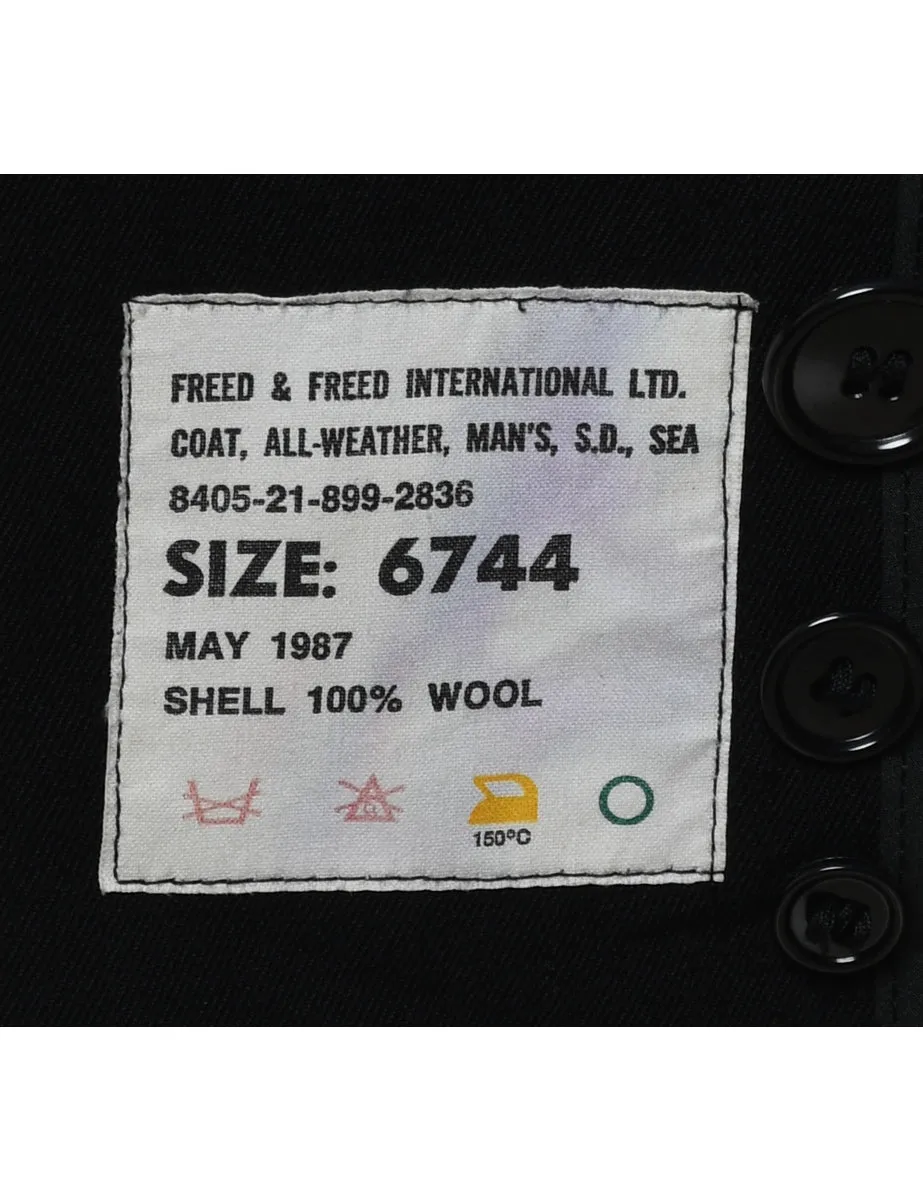 FREED & FREED INTERNATIONAL LTD.
COAT, ALL-WEATHER, MAN'S, S.D., SEA
8405-21-899-2836
SIZE: 6744
MAY 1987
SHELL 100% WOOL
150°C